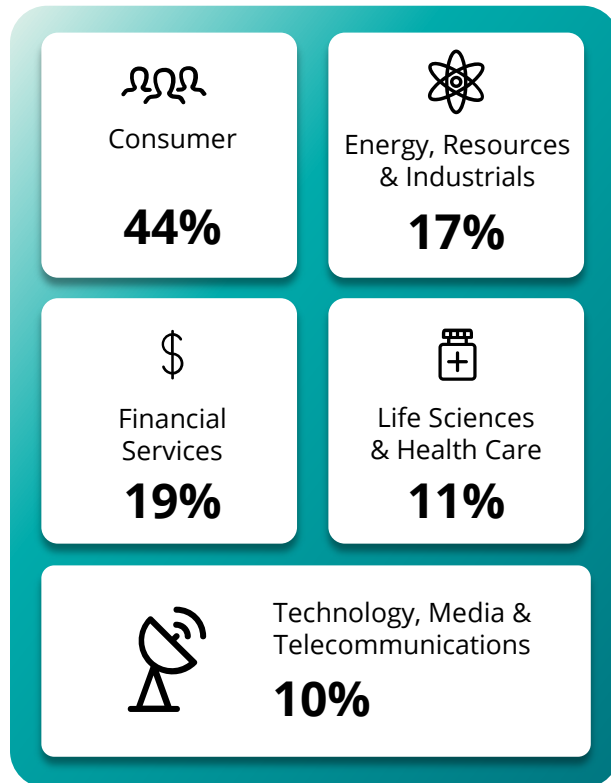 Consumer
44%
Energy, Resources
& Industrials
17%
$
Financial
Services
19%
Life Sciences
& Health Care
11%
Technology, Media &
Telecommunications
10%